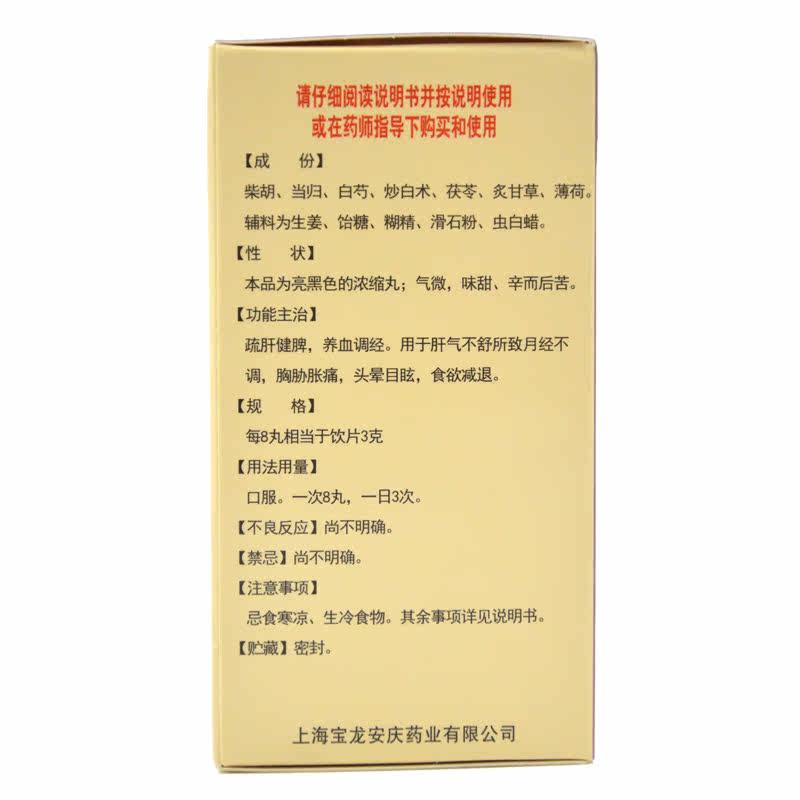 请仔细阅读说明书并按说明使用
或在药师指导下购买和使用
【成　份】
柴胡、当归、白芍、炒白术、茯苓、炙甘草、薄荷。
辅料为生姜、饴糖、糊精、滑石粉、虫白蜡。
【性　状】
本品为亮黑色的浓缩丸；气微，味甜、辛而后苦。
【功能主治】
疏肝健脾，养血调经。用于肝气不舒所致月经不
调，胸胁胀痛，头晕目眩，食欲减退。
【规　格】
每8丸相当于饮片3克
【用法用量】
口服。一次8丸，一日3次。
【不良反应】尚不明确。
【禁忌】尚不明确。
【注意事项】
忌食寒凉、生冷食物。其余事项详见说明书。
【贮藏】密封。
上海宝龙安庆药业有限公司